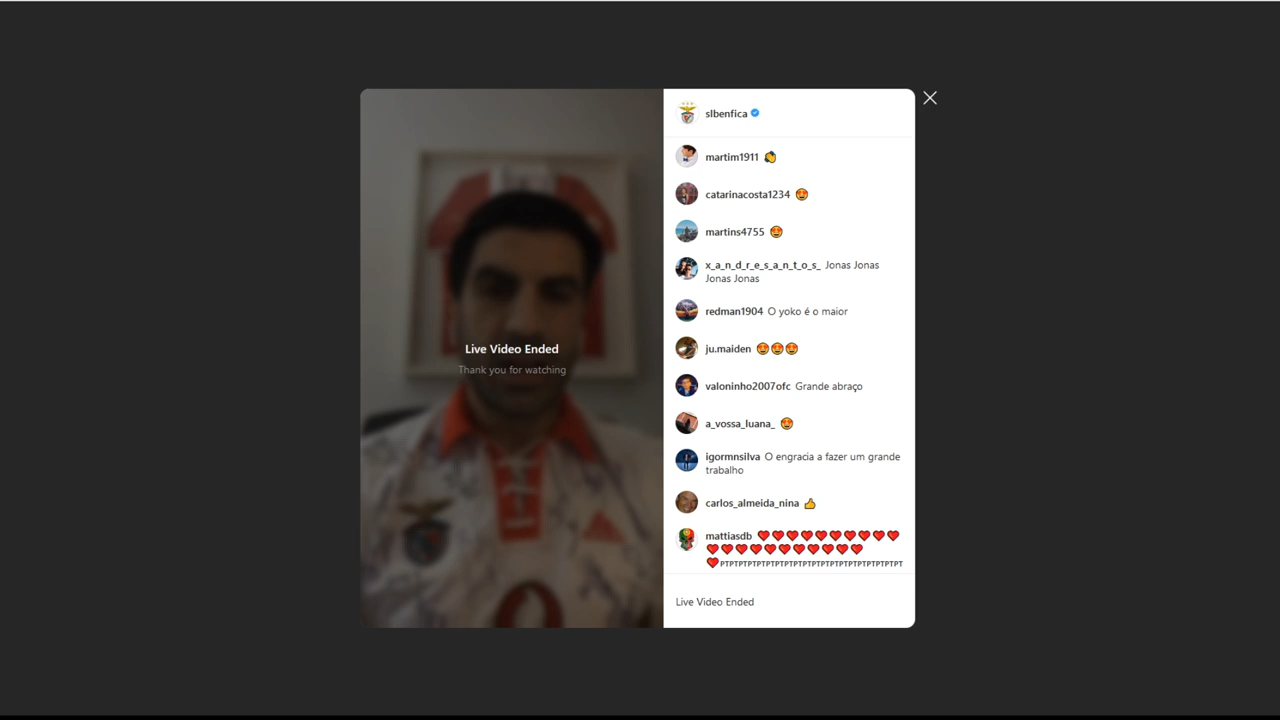 slbenfica
martim1911
catarinacosta1234
martins4755
x_a_n_d_r_e_s_a_n_t_o_s_ Jonas Jonas
Jonas Jonas
redman1904 O yoko é o maior
ju.maiden
valoninho2007ofc Grande abraço
a_vossa_luana_
igormnsilva O engracia a fazer um grande
trabalho
carlos_almeida_nina
mattiasdb
PTPTPTPTPTPTPTPTPTPTPTPTPTPTPTPTPTPTPTPT
Live Video Ended
Live Video Ended
Thank you for watching